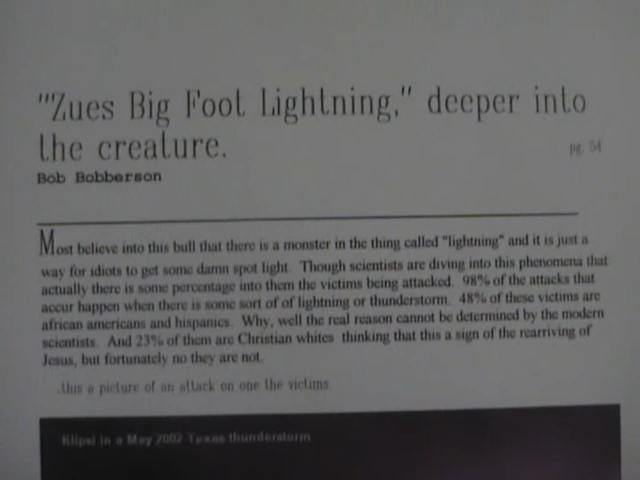 "Zues Big Foot Lightning," deeper into
the creature.
pg. 54
Bob Bobberson
Most believe into this bull that there is a monster in the thing called "lightning" and it is just a
way for idiots to get some damn spot light. Though scientists are diving into this phenomena that
actually there is some percentage into them the victims being attacked. 98% of the attacks that
accur happen when there is some sort of of lightning or thunderstorm. 48% of these victims are
african americans and hispanics. Why, well the real reason cannot be determined by the modern
scientists. And 23% of them are Christian whites thinking that this a sign of the rearriving of
Jesus, but fortunately no they are not.
.this a picture of an attack on one the victims.
Klipsi in a May 2002 Texas thunderstorm